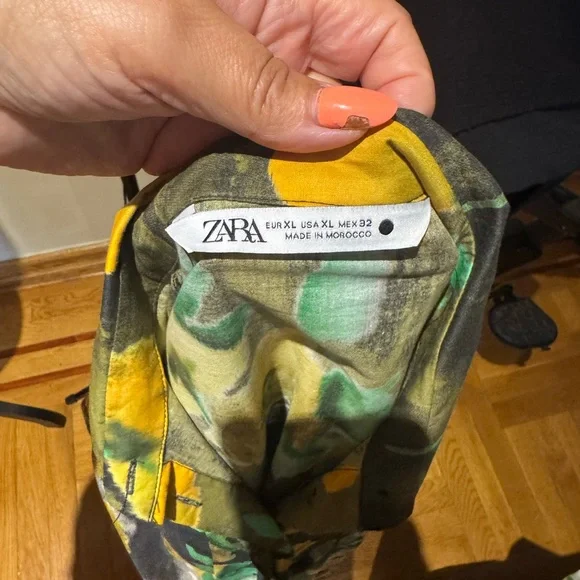 ZARA EUR XL USA XL MEX 32
MADE IN MOROCCO